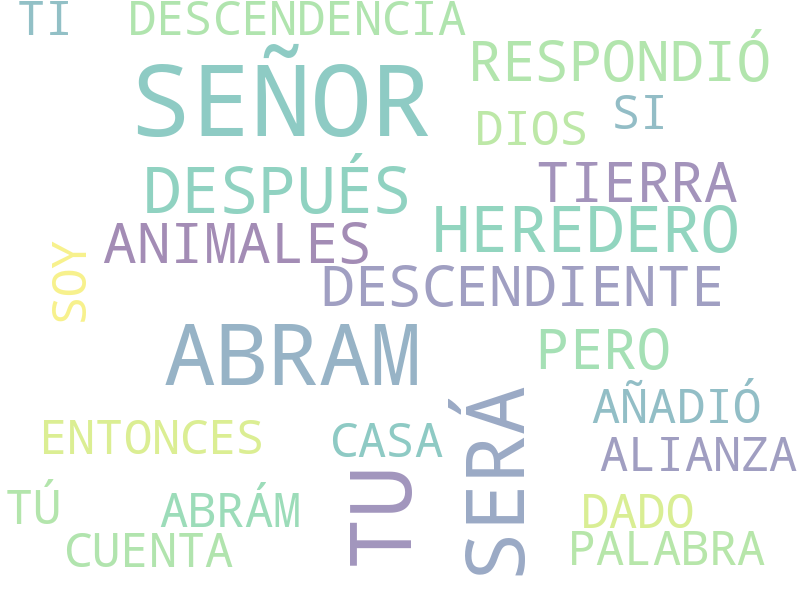 TI DESCENDENCIA
SEÑOR RESPONDIÓ
DIOS SI
DESPUÉS TIERRA
ANIMALES HEREDERO
SOY DESCENDIENTE
ABRAM PERO
AÑADIÓ
ENTONCES CASA SERÁ ALIANZA
TÚ ABRÁM TU DADO
CUENTA PALABRA